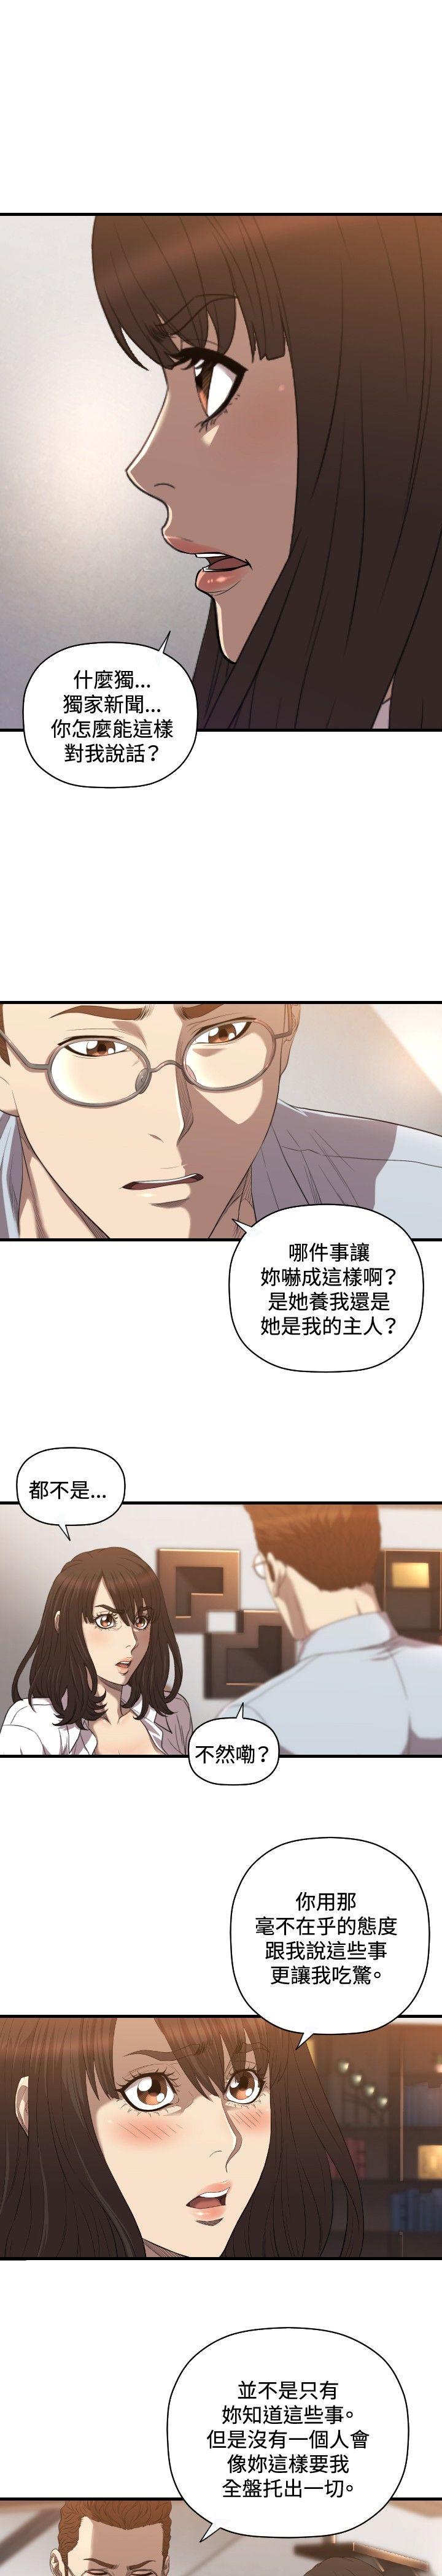 什麼獨...
獨家新聞...
你怎麼能這樣
對我說話？
哪件事讓
妳嚇成這樣啊？
是她養我還是
她是我的主人？
都不是...
不然嘞？
你用那
毫不在乎的態度
跟我說這些事
更讓我吃驚。
並不是只有
妳知道這些事。
但是沒有一個人會
像妳這樣要我
全盤托出一切。